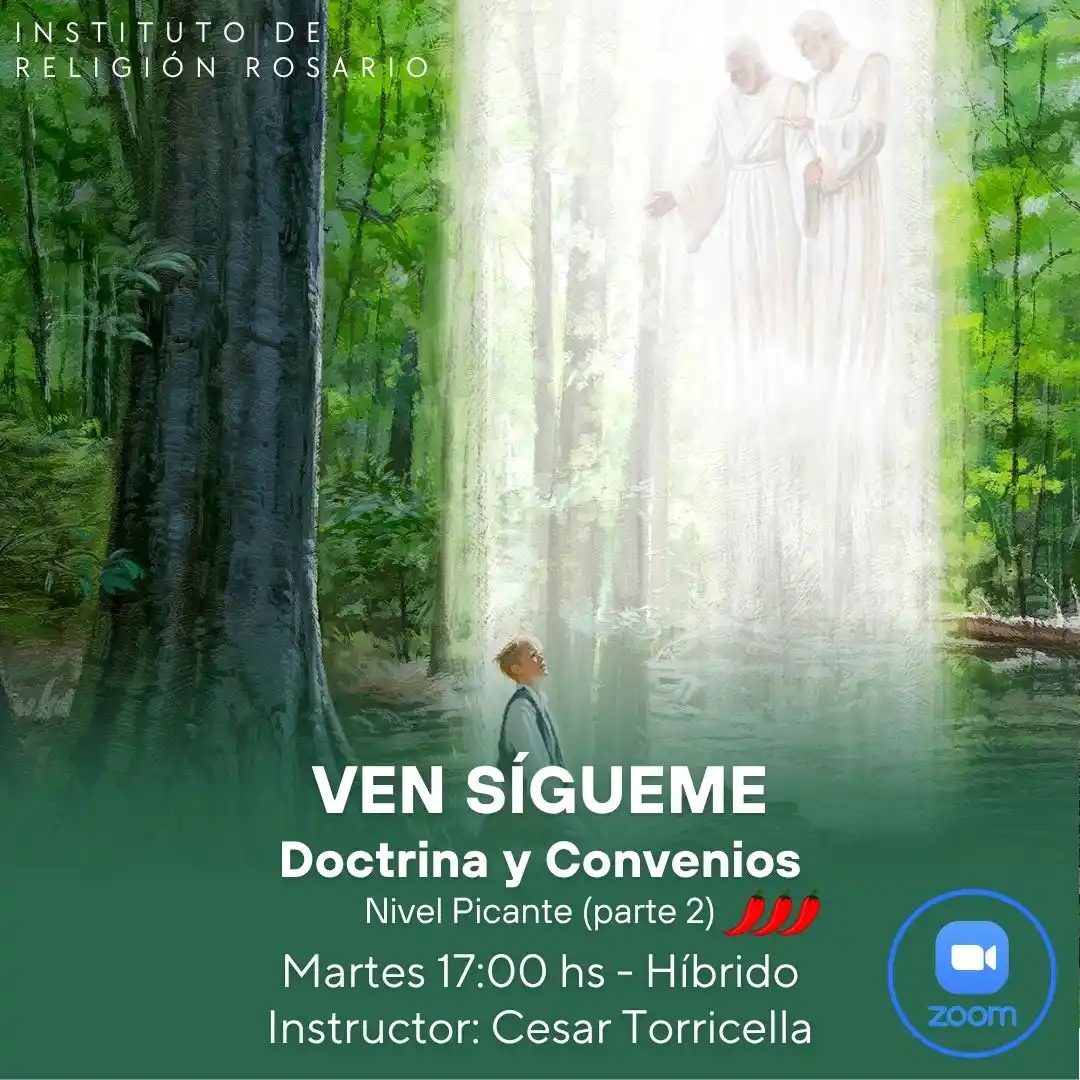 INSTITUTO DE
RELIGIÓN ROSÁRIO
VEN SÍGUEME
Doctrina y Convenios
Nivel Picante (parte 2)
Martes 17:00 hs - Híbrido
Instructor: Cesar Torricella
zoom